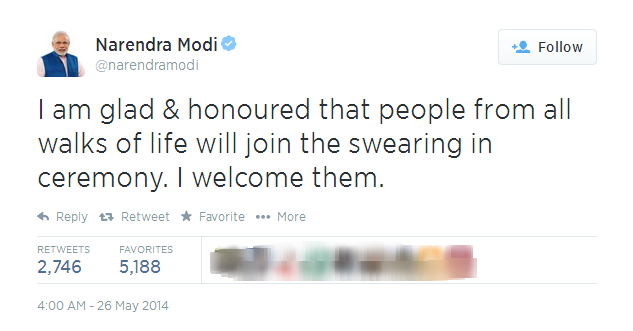 Narendra Modi
@narendramodi
Follow
I am glad & honoured that people from all
walks of life will join the swearing in
ceremony. I welcome them.
Reply Retweet Favorite More
RETWEETS FAVORITES
2,746 5,188
4:00 AM - 26 May 2014